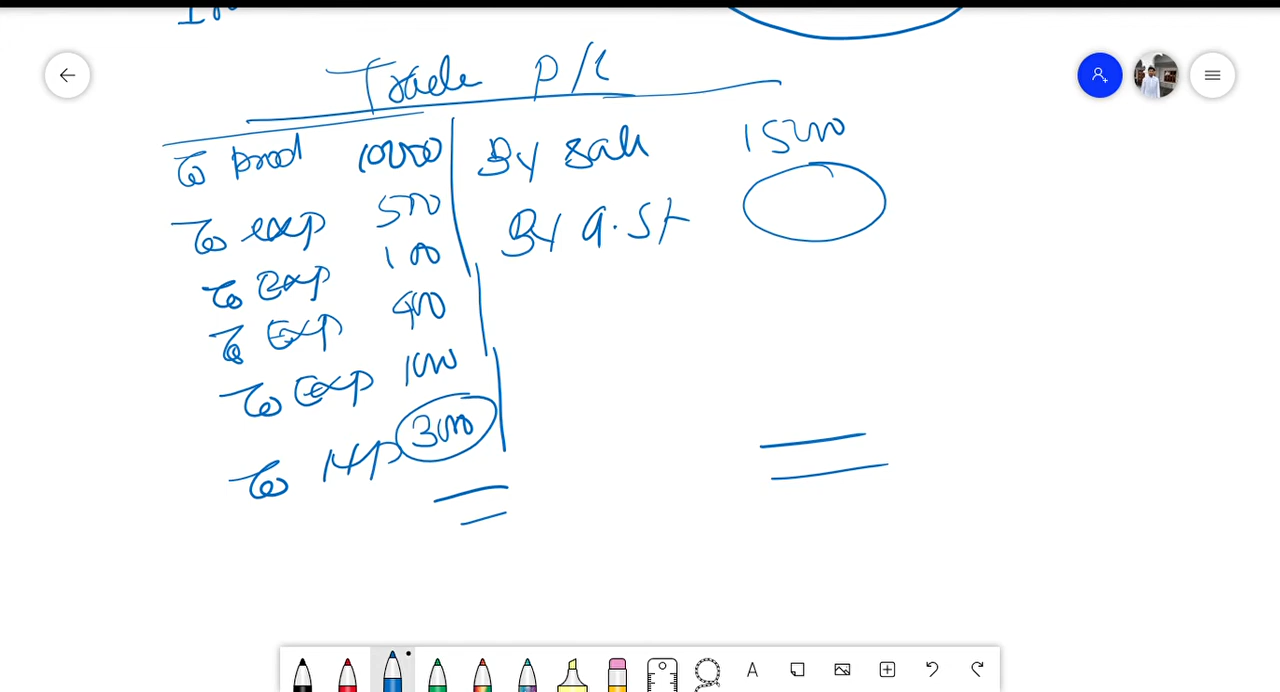 Trade P/L
To prod 10000 By Sale 15000
To exp 500 By a. St
To Exp 100
To Exp 400
To Exp 1000
To N/P 3000
A